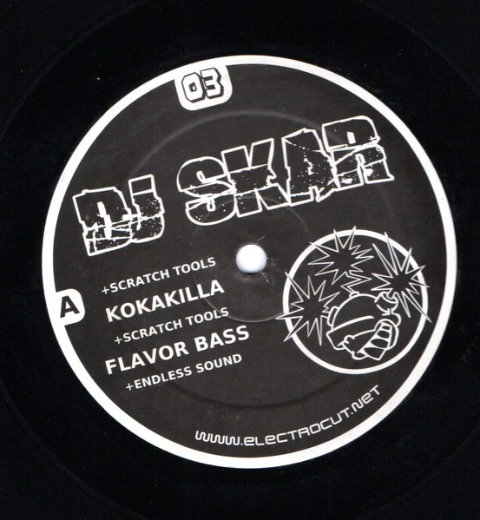 03
DJ SKAR
A
+SCRATCH TOOLS
KOKAKILLA
+SCRATCH TOOLS
FLAVOR BASS
+ENDLESS SOUND
WWW.ELECTROCUT.NET